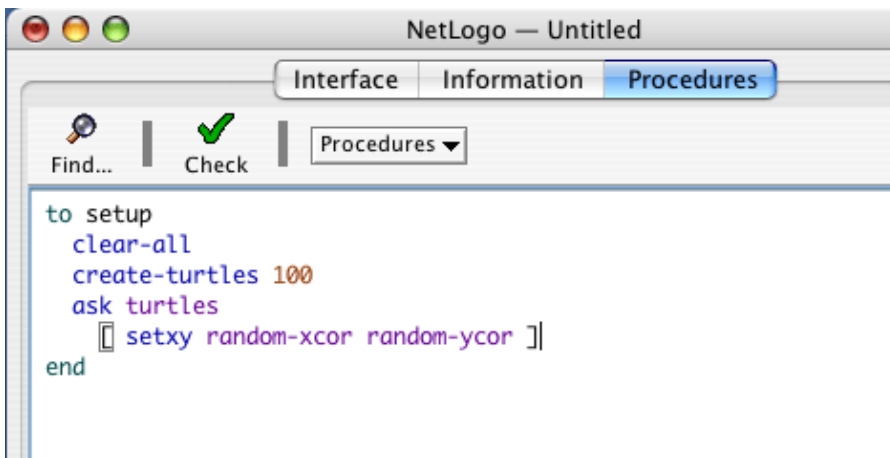 NetLogo — Untitled
Interface Information Procedures
Find... Check Procedures
to setup
  clear-all
  create-turtles 100
  ask turtles
    [ setxy random-xcor random-ycor ]
end